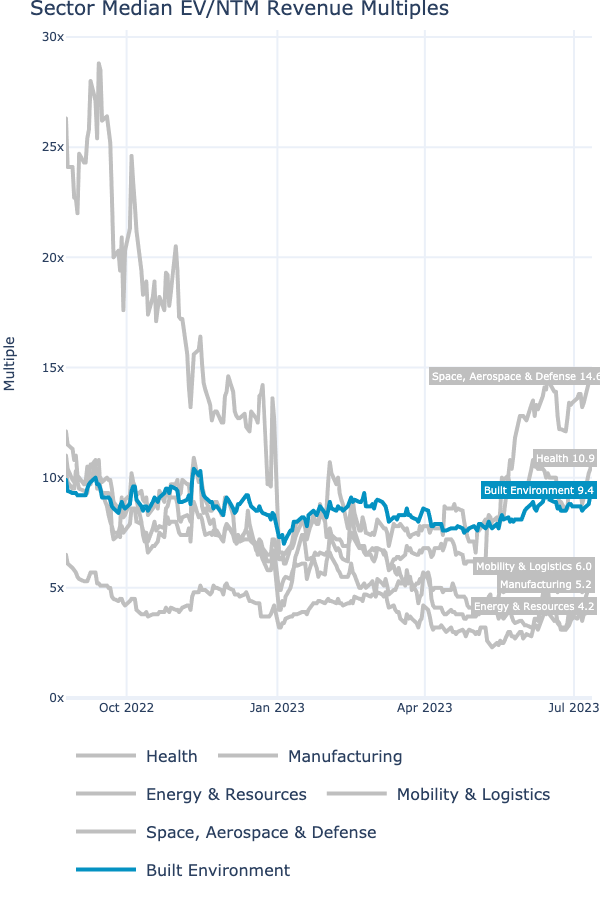 Sector Median EV/NTM Revenue Multiples
30x
25x
20x
15x
10x
5x
0x
Multiple
Space, Aerospace & Defense 14.6
Health 10.9
Built Environment 9.4
Mobility & Logistics 6.0
Manufacturing 5.2
Energy & Resources 4.2
Oct 2022 Jan 2023 Apr 2023 Jul 2023
Health Manufacturing
Energy & Resources Mobility & Logistics
Space, Aerospace & Defense
Built Environment